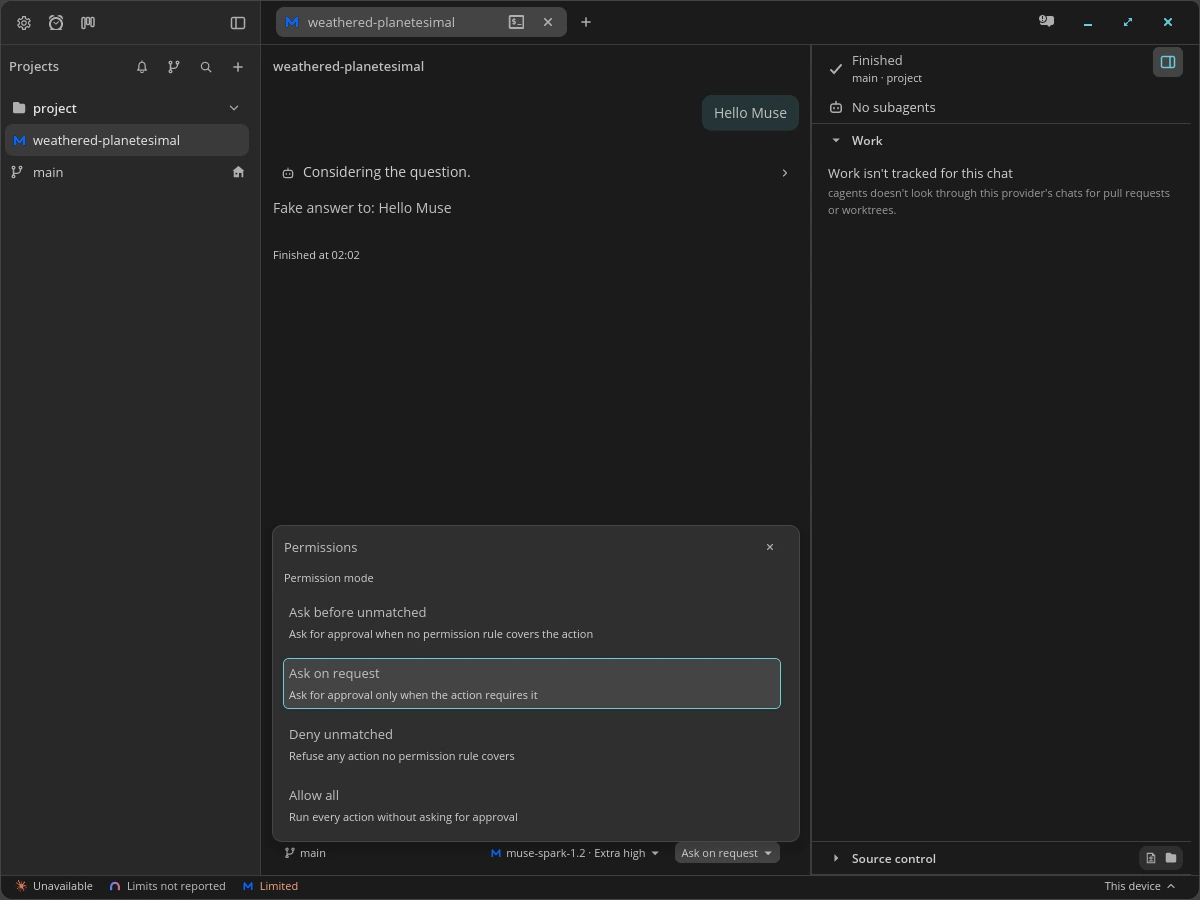 weathered-planetesimal
Projects
project
weathered-planetesimal
main
weathered-planetesimal
Hello Muse
Considering the question.
Fake answer to: Hello Muse
Finished at 02:02
Permissions
Permission mode
Ask before unmatched
Ask for approval when no permission rule covers the action
Ask on request
Ask for approval only when the action requires it
Deny unmatched
Refuse any action no permission rule covers
Allow all
Run every action without asking for approval
main
muse-spark-1.2 · Extra high
Ask on request
Finished
main · project
No subagents
Work
Work isn't tracked for this chat
cagents doesn't look through this provider's chats for pull requests
or worktrees.
Source control
Unavailable
Limits not reported
Limited
This device